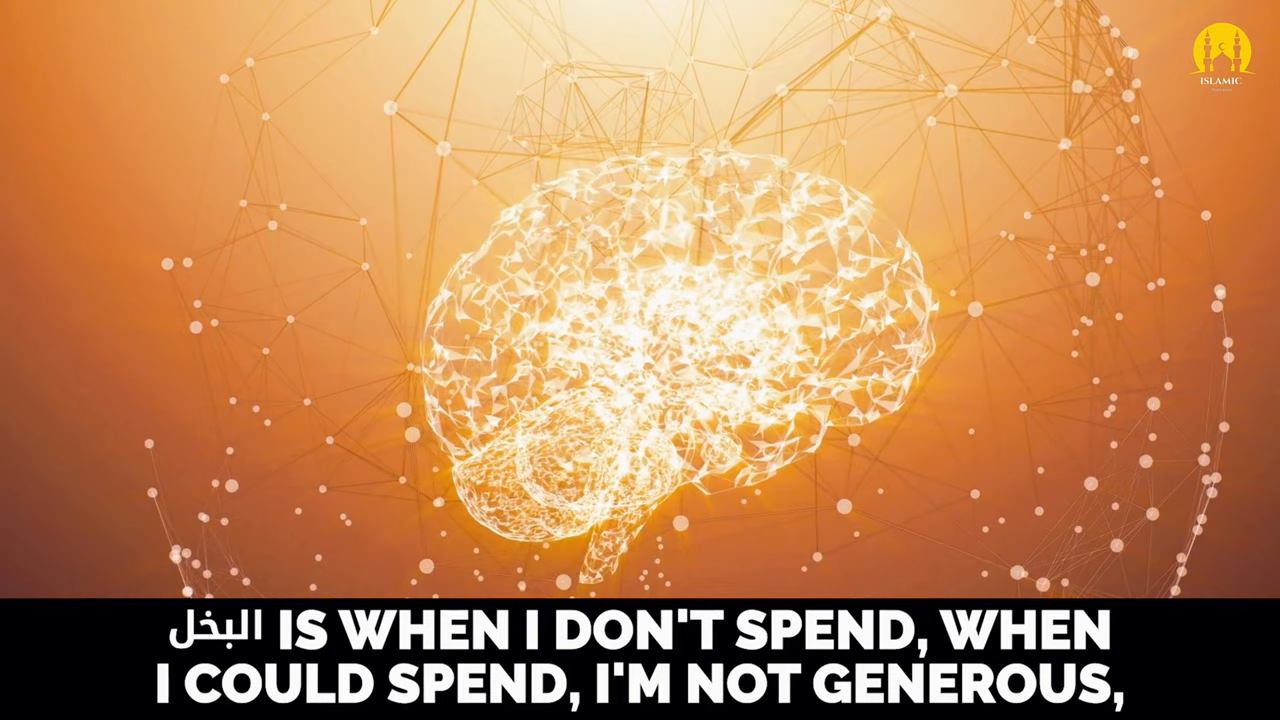 ISLAMIC
البخل IS WHEN I DON'T SPEND, WHEN
I COULD SPEND, I'M NOT GENEROUS,